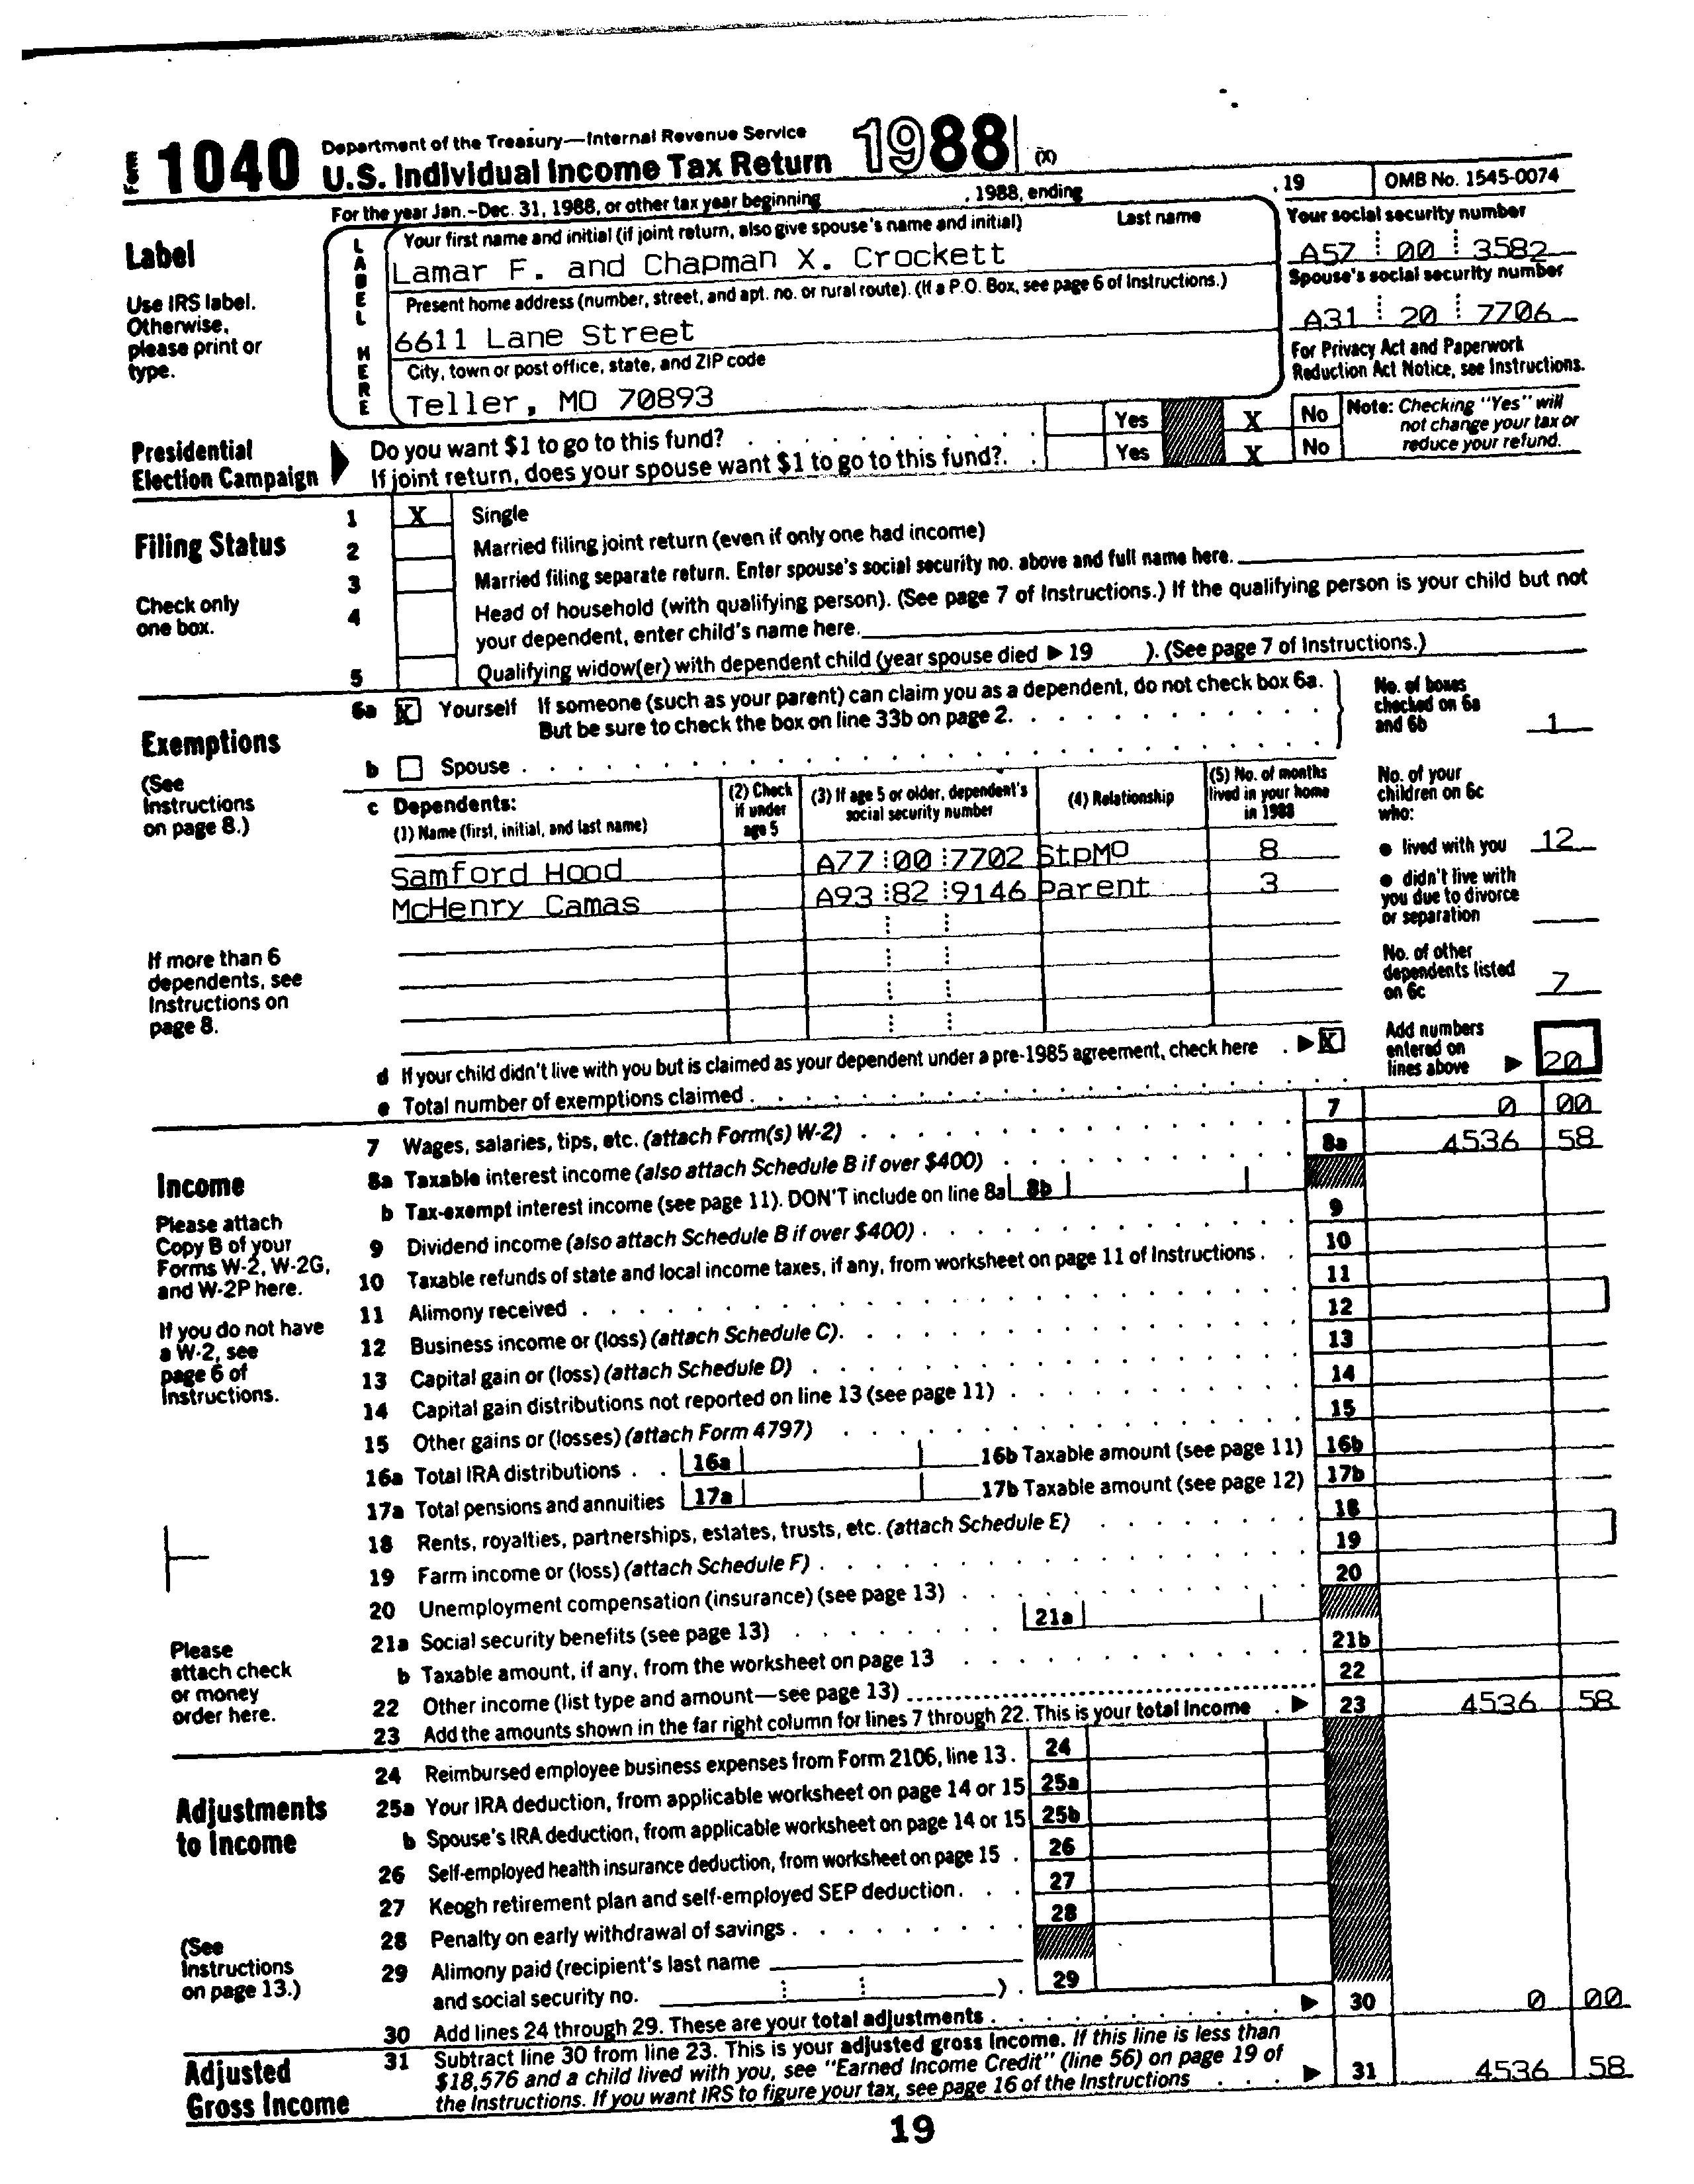 Form 1040 Department of the Treasury—Internal Revenue Service
U.S. Individual Income Tax Return 1988 (X)
For the year Jan.–Dec. 31, 1988, or other tax year beginning , 1988, ending , 19 OMB No. 1545-0074
Label
Use IRS label. Otherwise, please print or type.
LABEL HERE
Your first name and initial (if joint return, also give spouse's name and initial) Last name
Lamar F. and Chapman X. Crockett
Your social security number
A57 00 3582
Present home address (number, street, and apt. no. or rural route). (If a P.O. Box, see page 6 of Instructions.)
6611 Lane Street
Spouse's social security number
A31 20 7706
City, town or post office, state, and ZIP code
Teller, MO 70893
For Privacy Act and Paperwork Reduction Act Notice, see Instructions.
Presidential Election Campaign
Do you want $1 to go to this fund? Yes X No
If joint return, does your spouse want $1 to go to this fund? Yes X No
Note: Checking "Yes" will not change your tax or reduce your refund.
Filing Status
Check only one box.
1 X Single
2 Married filing joint return (even if only one had income)
3 Married filing separate return. Enter spouse's social security no. above and full name here.
4 Head of household (with qualifying person). (See page 7 of Instructions.) If the qualifying person is your child but not
your dependent, enter child's name here.
5 Qualifying widow(er) with dependent child (year spouse died ▶ 19 ). (See page 7 of Instructions.)
Exemptions
(See Instructions on page 8.)
6a X Yourself If someone (such as your parent) can claim you as a dependent, do not check box 6a.
But be sure to check the box on line 33b on page 2.
b Spouse
No. of boxes checked on 6a and 6b 1
c Dependents:
(1) Name (first, initial, and last name)
(2) Check if under age 5
(3) If age 5 or older, dependent's social security number
(4) Relationship
(5) No. of months lived in your home in 1988
Samford Hood A77 00 7702 StpMO 8
McHenry Camas A93 82 9146 Parent 3
No. of your children on 6c who:
● lived with you 12
● didn't live with you due to divorce or separation
No. of other dependents listed on 6c 7
If more than 6 dependents, see Instructions on page 8.
d If your child didn't live with you but is claimed as your dependent under a pre-1985 agreement, check here ▶ X
e Total number of exemptions claimed
Add numbers entered on lines above ▶ 20
Income
Please attach Copy B of your Forms W-2, W-2G, and W-2P here.
If you do not have a W-2, see page 6 of Instructions.
Please attach check or money order here.
7 Wages, salaries, tips, etc. (attach Form(s) W-2) 7 0 00
8a Taxable interest income (also attach Schedule B if over $400) 8a 4536 58
b Tax-exempt interest income (see page 11). DON'T include on line 8a 8b
9 Dividend income (also attach Schedule B if over $400) 9
10 Taxable refunds of state and local income taxes, if any, from worksheet on page 11 of Instructions 10
11 Alimony received 11
12 Business income or (loss) (attach Schedule C) 12
13 Capital gain or (loss) (attach Schedule D) 13
14 Capital gain distributions not reported on line 13 (see page 11) 14
15 Other gains or (losses) (attach Form 4797) 15
16a Total IRA distributions 16a 16b Taxable amount (see page 11) 16b
17a Total pensions and annuities 17a 17b Taxable amount (see page 12) 17b
18 Rents, royalties, partnerships, estates, trusts, etc. (attach Schedule E) 18
19 Farm income or (loss) (attach Schedule F) 19
20 Unemployment compensation (insurance) (see page 13) 20
21a Social security benefits (see page 13) 21a
b Taxable amount, if any, from the worksheet on page 13 21b
22 Other income (list type and amount—see page 13) 22
23 Add the amounts shown in the far right column for lines 7 through 22. This is your total income ▶ 23 4536 58
Adjustments to Income
(See Instructions on page 13.)
24 Reimbursed employee business expenses from Form 2106, line 13. 24
25a Your IRA deduction, from applicable worksheet on page 14 or 15 25a
b Spouse's IRA deduction, from applicable worksheet on page 14 or 15 25b
26 Self-employed health insurance deduction, from worksheet on page 15 26
27 Keogh retirement plan and self-employed SEP deduction 27
28 Penalty on early withdrawal of savings 28
29 Alimony paid (recipient's last name
and social security no. ) 29
30 Add lines 24 through 29. These are your total adjustments ▶ 30 0 00
Adjusted Gross Income
31 Subtract line 30 from line 23. This is your adjusted gross income. If this line is less than
$18,576 and a child lived with you, see "Earned Income Credit" (line 56) on page 19 of
the Instructions. If you want IRS to figure your tax, see page 16 of the Instructions ▶ 31 4536 58
19